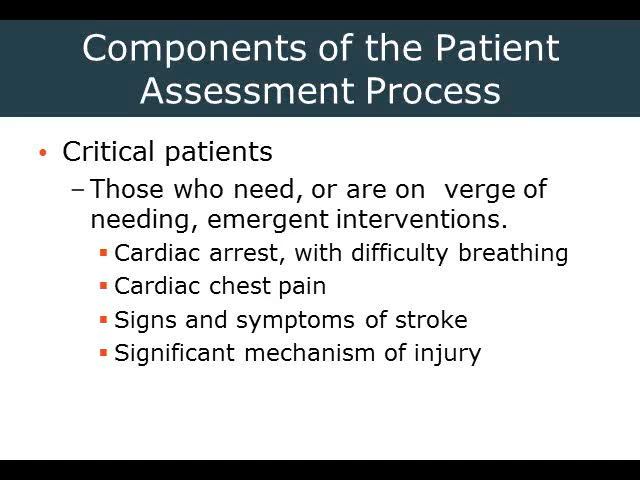 Components of the Patient
Assessment Process
• Critical patients
– Those who need, or are on verge of
needing, emergent interventions.
▪ Cardiac arrest, with difficulty breathing
▪ Cardiac chest pain
▪ Signs and symptoms of stroke
▪ Significant mechanism of injury